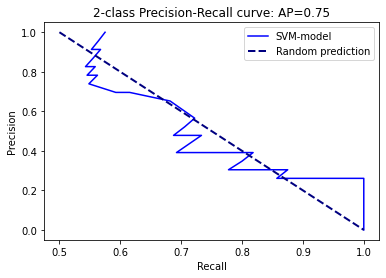 2-class Precision-Recall curve: AP=0.75
SVM-model
Random prediction
Precision
1.0
0.8
0.6
0.4
0.2
0.0
0.5 0.6 0.7 0.8 0.9 1.0
Recall